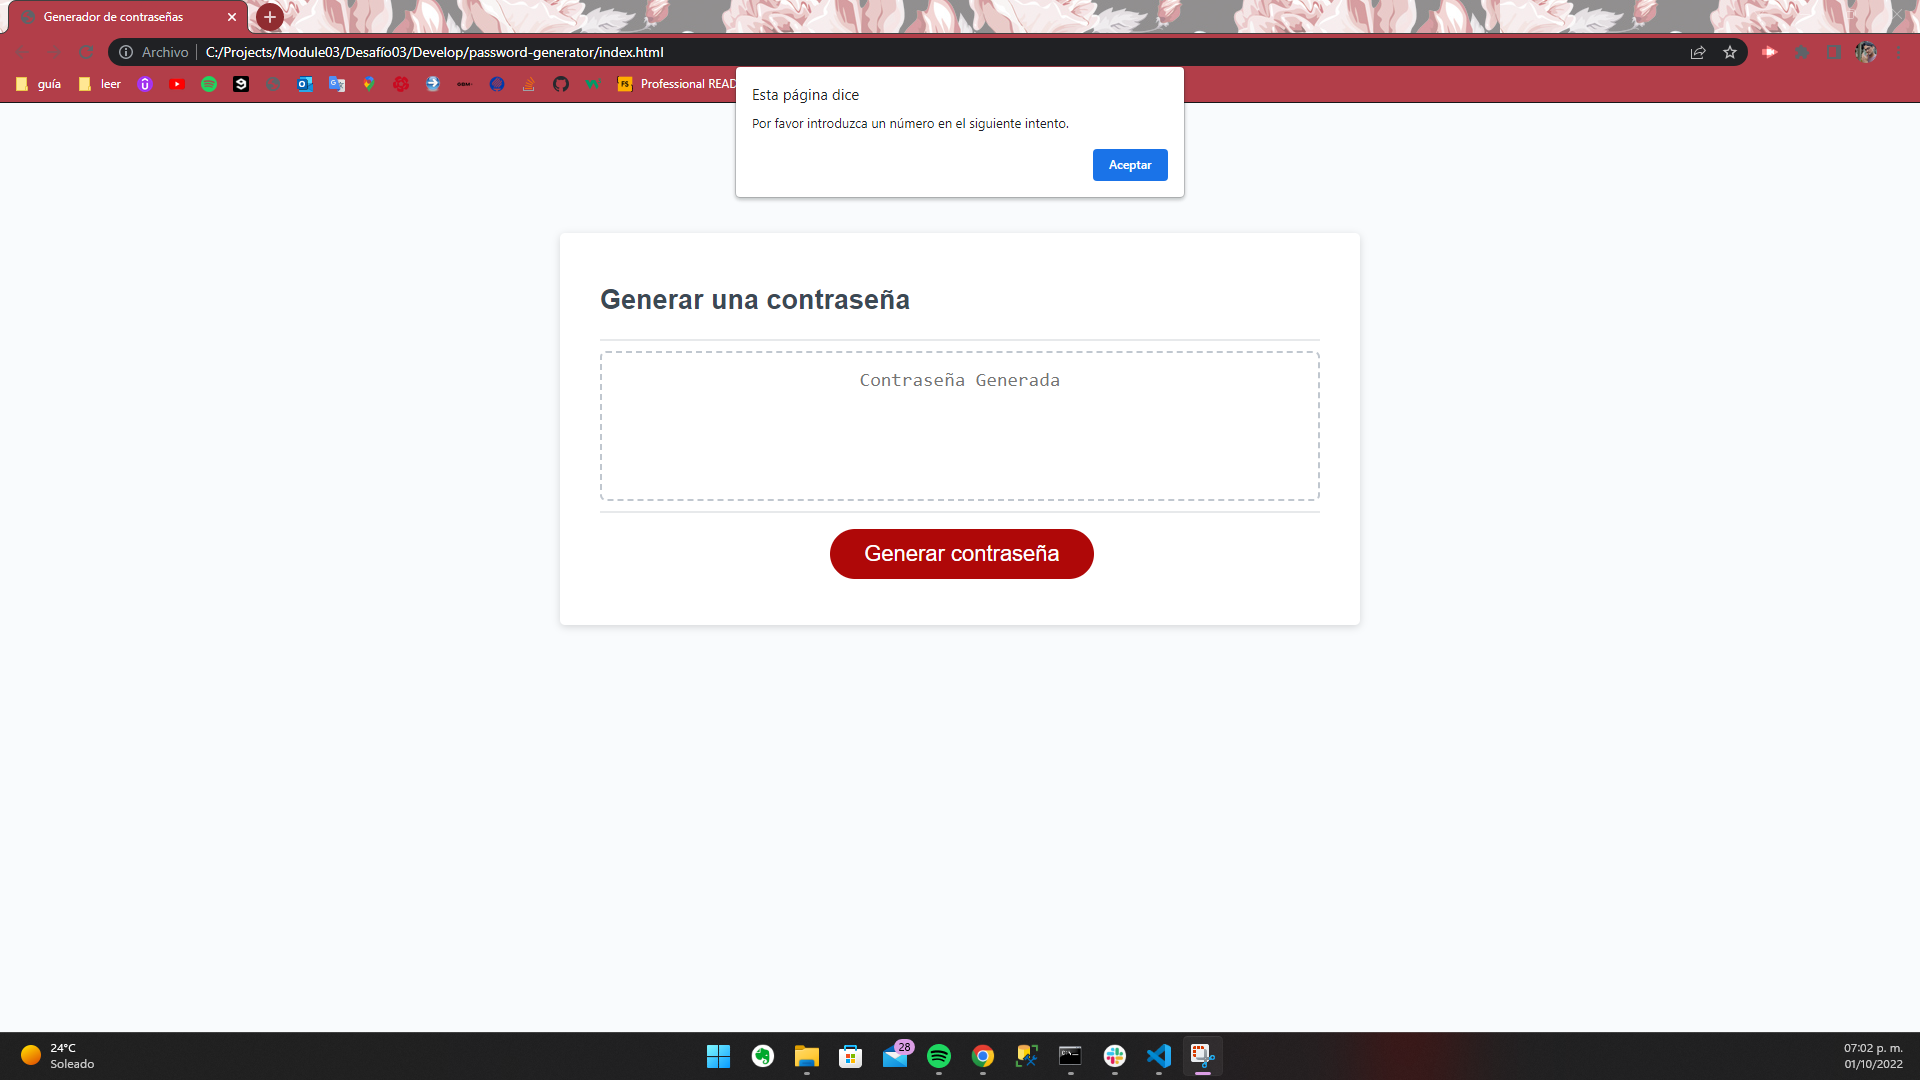 Generador de contraseñas
Archivo
C:/Projects/Module03/Desafío03/Develop/password-generator/index.html
guía
leer
Professional READ
Esta página dice
Por favor introduzca un número en el siguiente intento.
Aceptar
Generar una contraseña
Contraseña Generada
Generar contraseña
24°C
Soleado
28
07:02 p. m.
01/10/2022